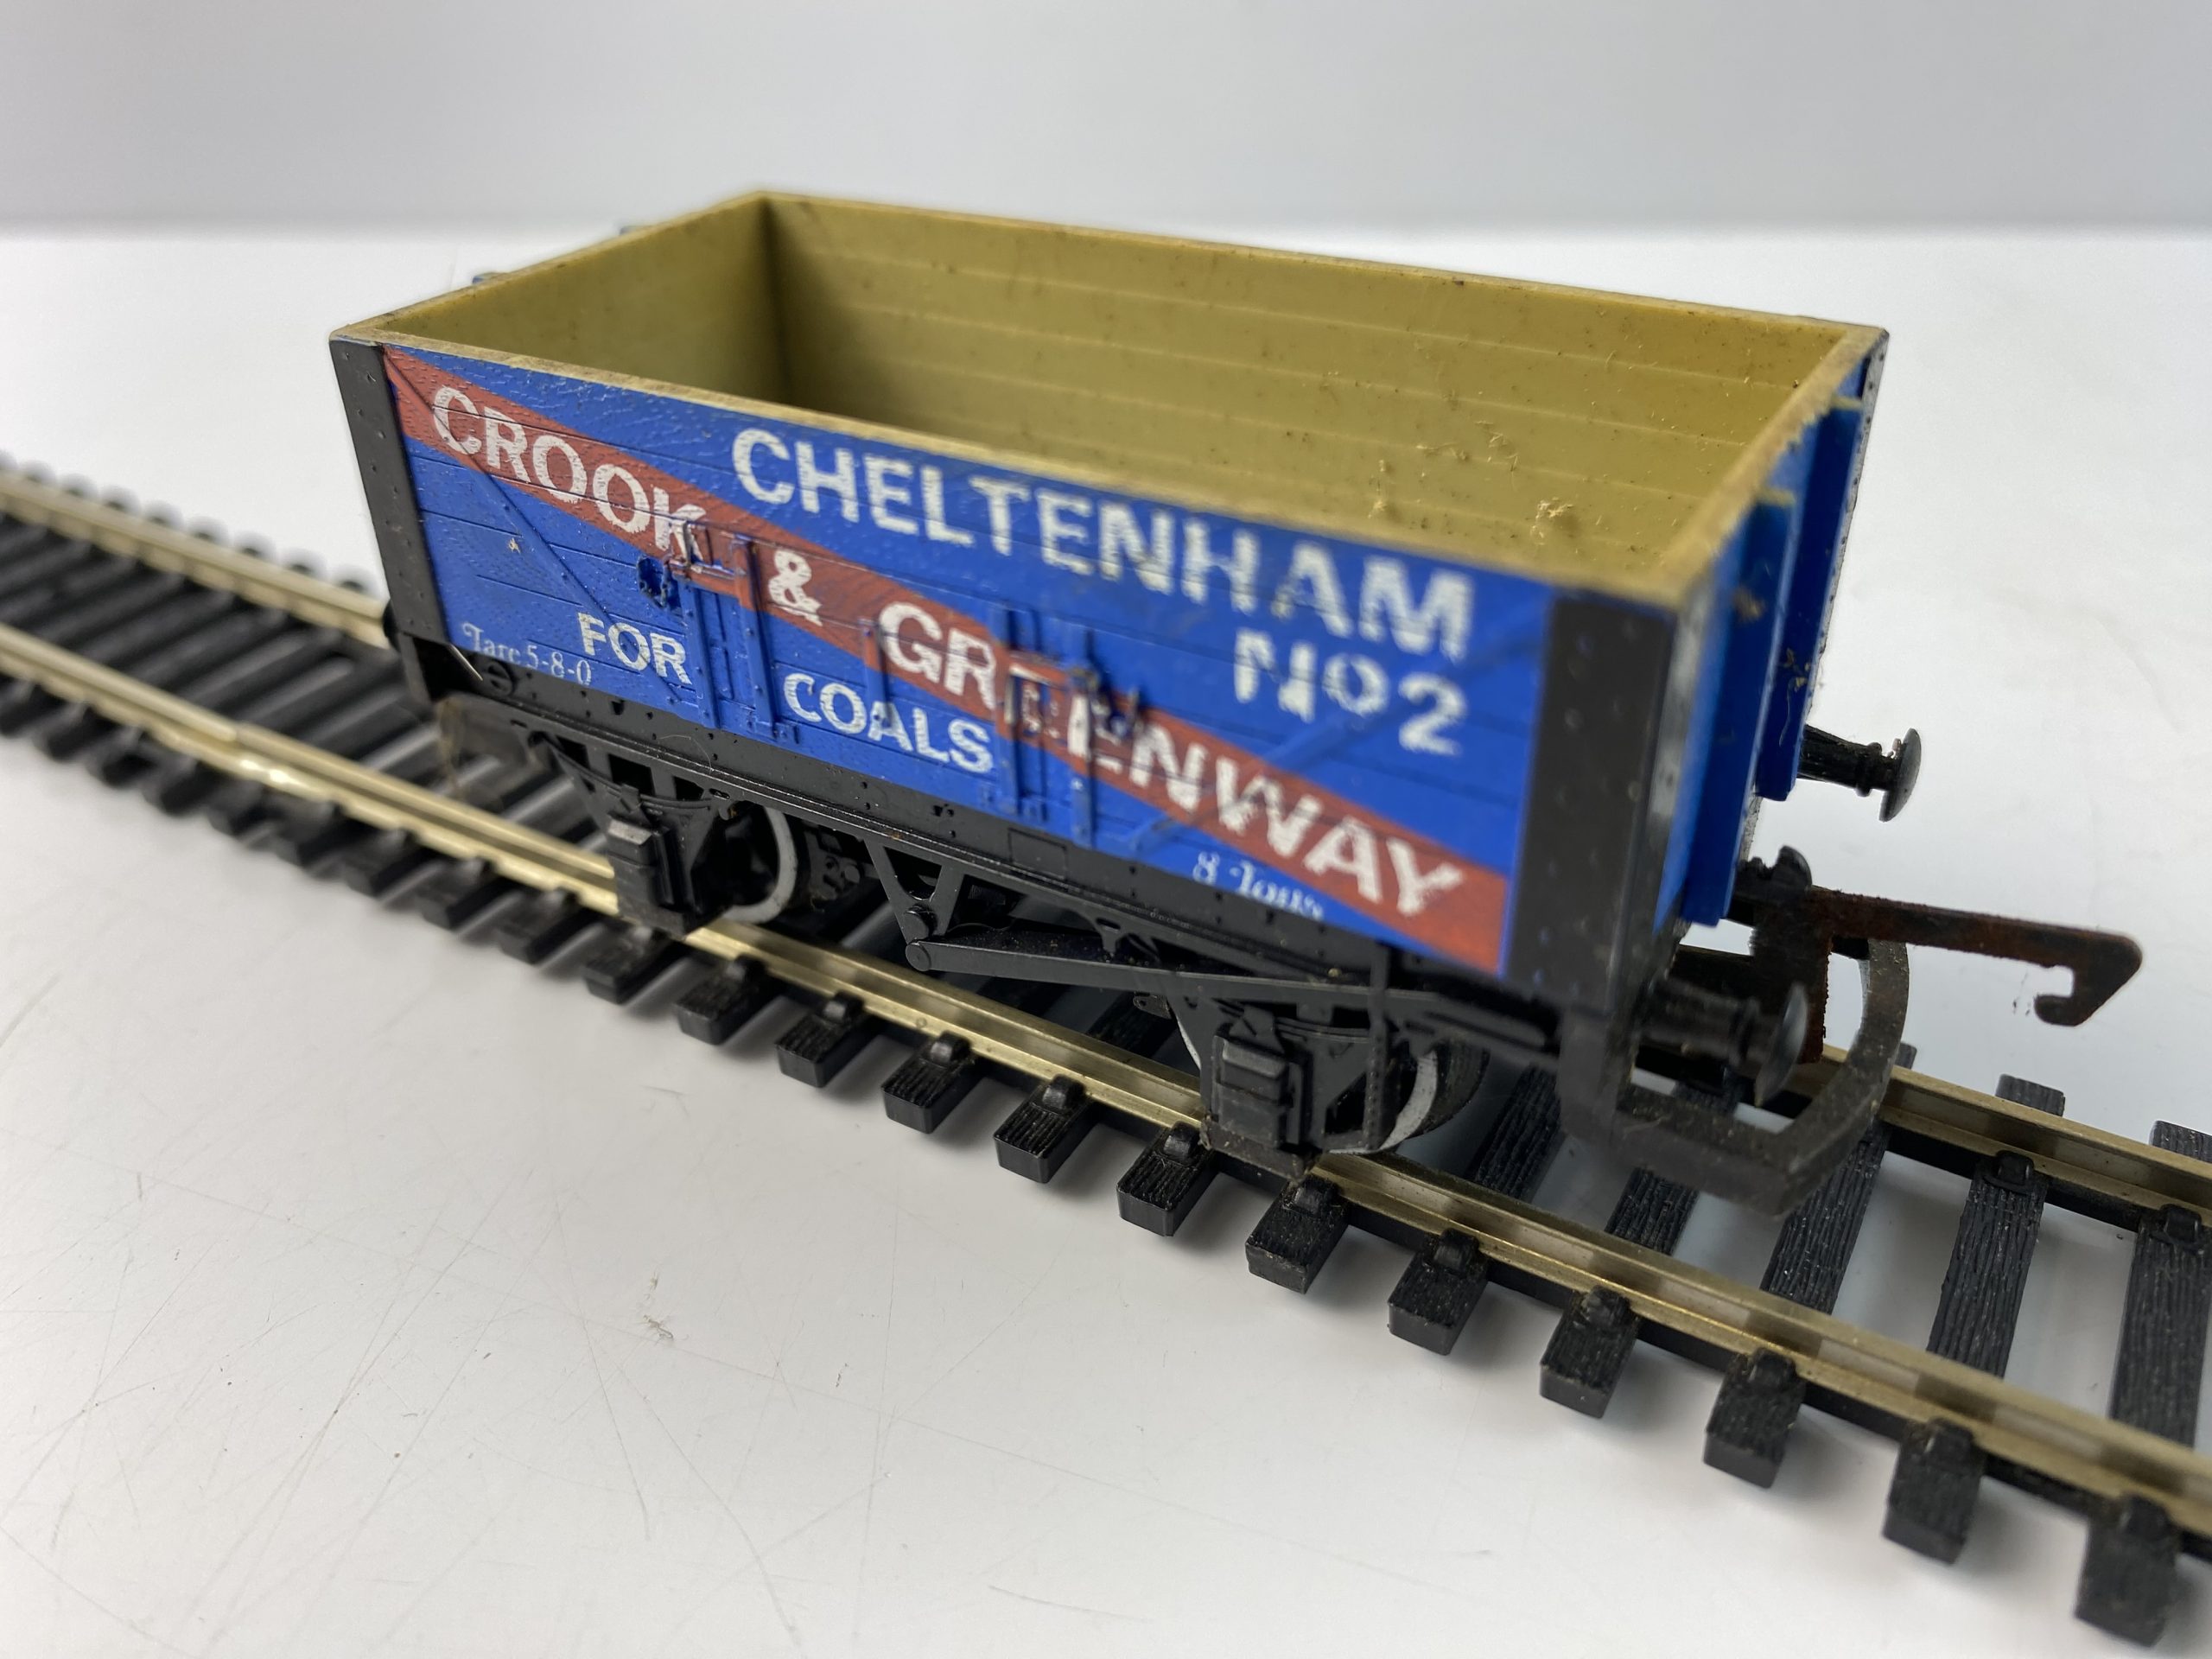 CHELTENHAM
CROOK & GREENWAY
Nº2
FOR COALS
Tare 5-8-0
8 Tons